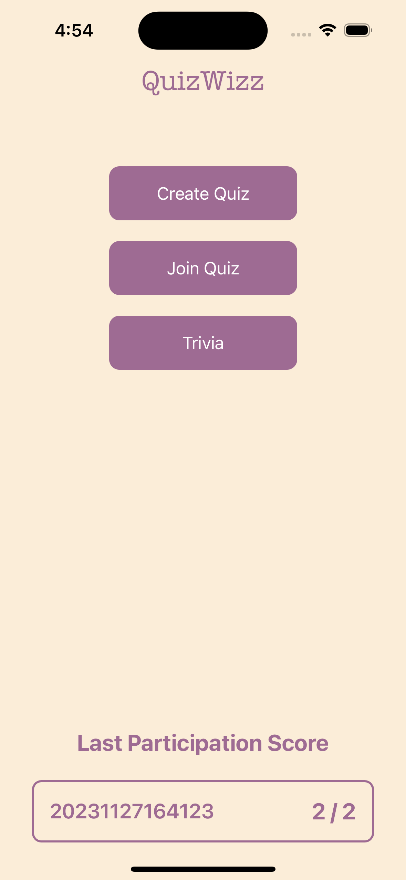 4:54
QuizWizz
Create Quiz
Join Quiz
Trivia
Last Participation Score
20231127164123 2 / 2